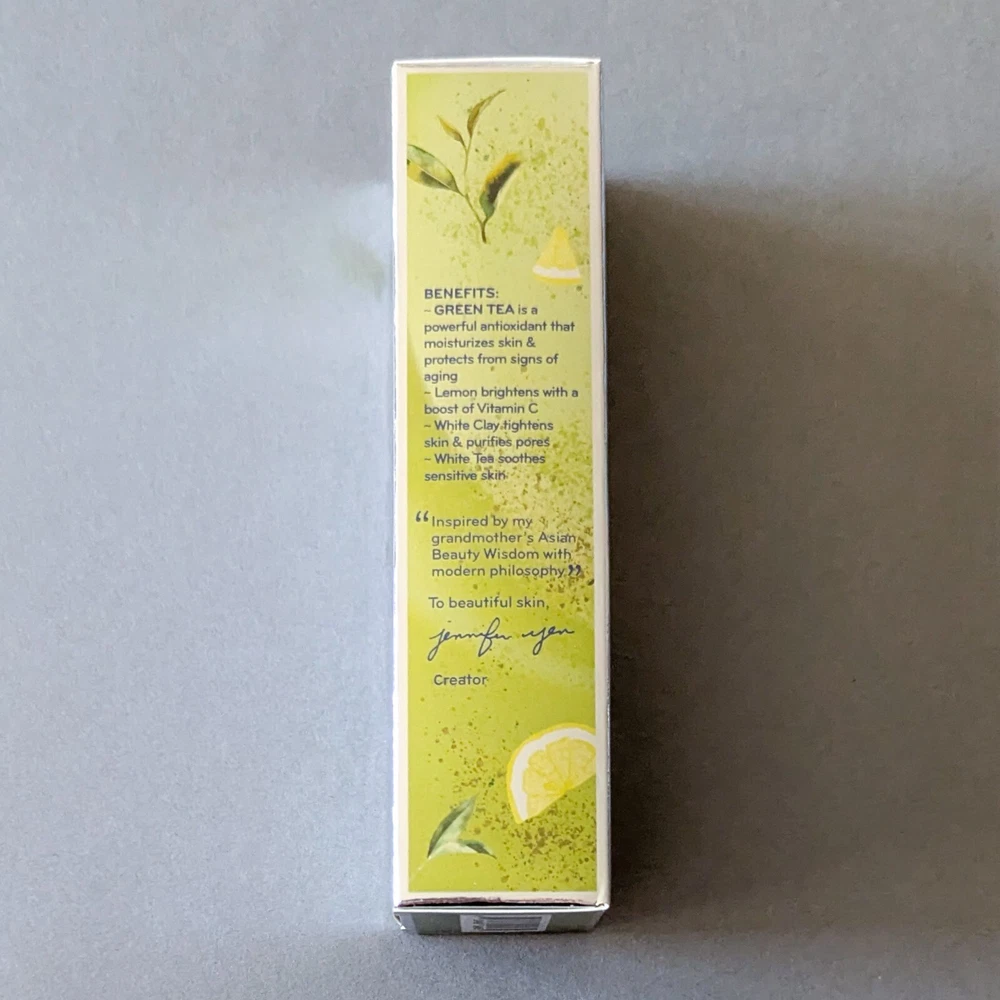 BENEFITS:
~ GREEN TEA is a
powerful antioxidant that
moisturizes skin &
protects from signs of
aging
~ Lemon brightens with a
boost of Vitamin C
~ White Clay tightens
skin & purifies pores
~ White Tea soothes
sensitive skin
“Inspired by my
grandmother's Asian
Beauty Wisdom with
modern philosophy”
To beautiful skin,
jennifer yen
Creator